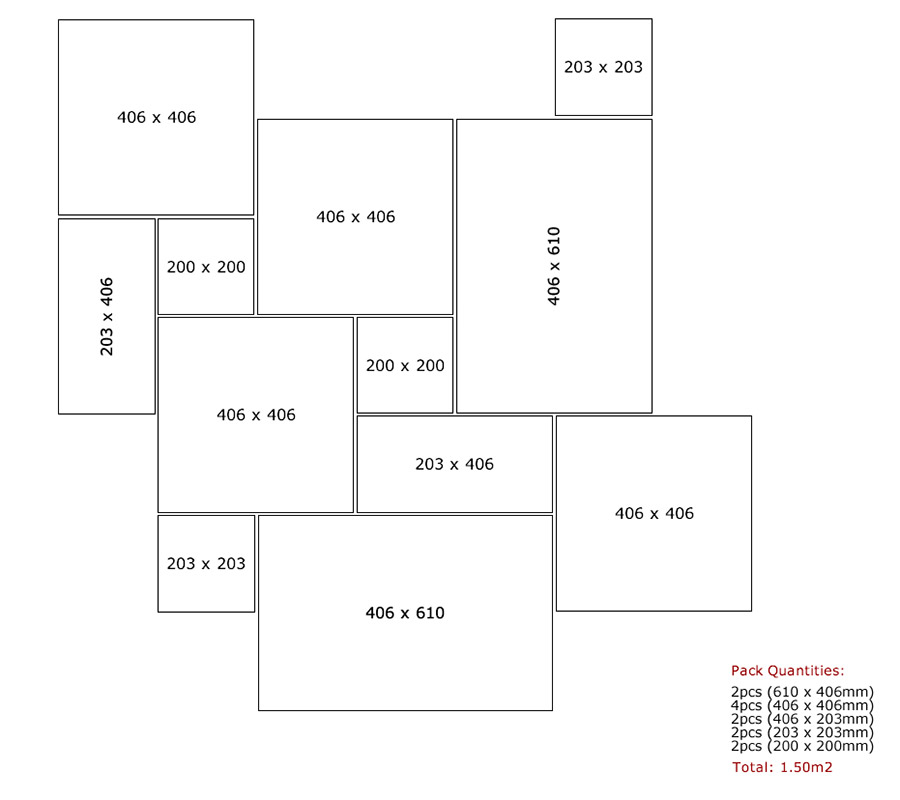 203 x 203
406 x 406
406 x 406
406 x 610
200 x 200
203 x 406
200 x 200
406 x 406
203 x 406
406 x 406
203 x 203
406 x 610
Pack Quantities:
2pcs (610 x 406mm)
4pcs (406 x 406mm)
2pcs (406 x 203mm)
2pcs (203 x 203mm)
2pcs (200 x 200mm)
Total: 1.50m2